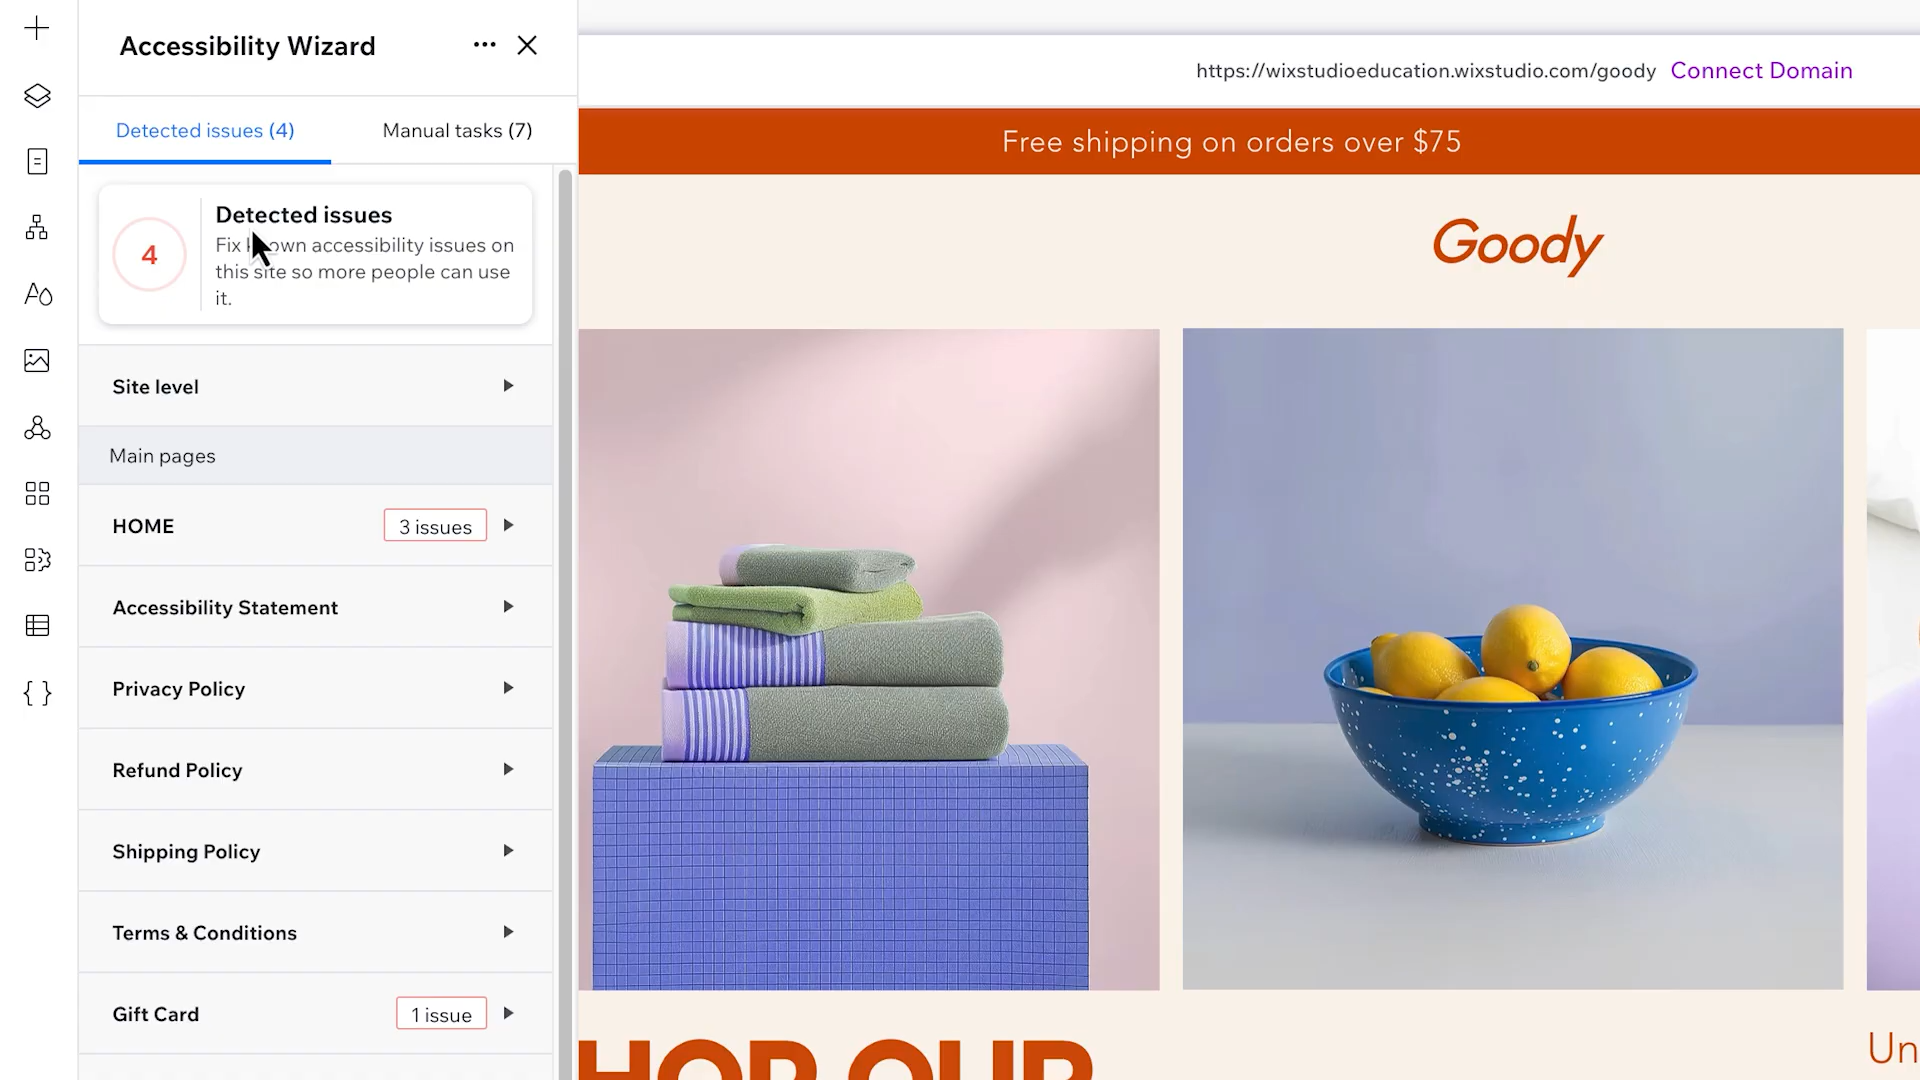 Accessibility Wizard
Detected issues (4)
Manual tasks (7)
4
Detected issues
Fix known accessibility issues on
this site so more people can use
it.
Site level
Main pages
HOME
3 issues
Accessibility Statement
Privacy Policy
Refund Policy
Shipping Policy
Terms & Conditions
Gift Card
1 issue
https://wixstudioeducation.wixstudio.com/goody
Connect Domain
Free shipping on orders over $75
Goody
HOP OUR
Un